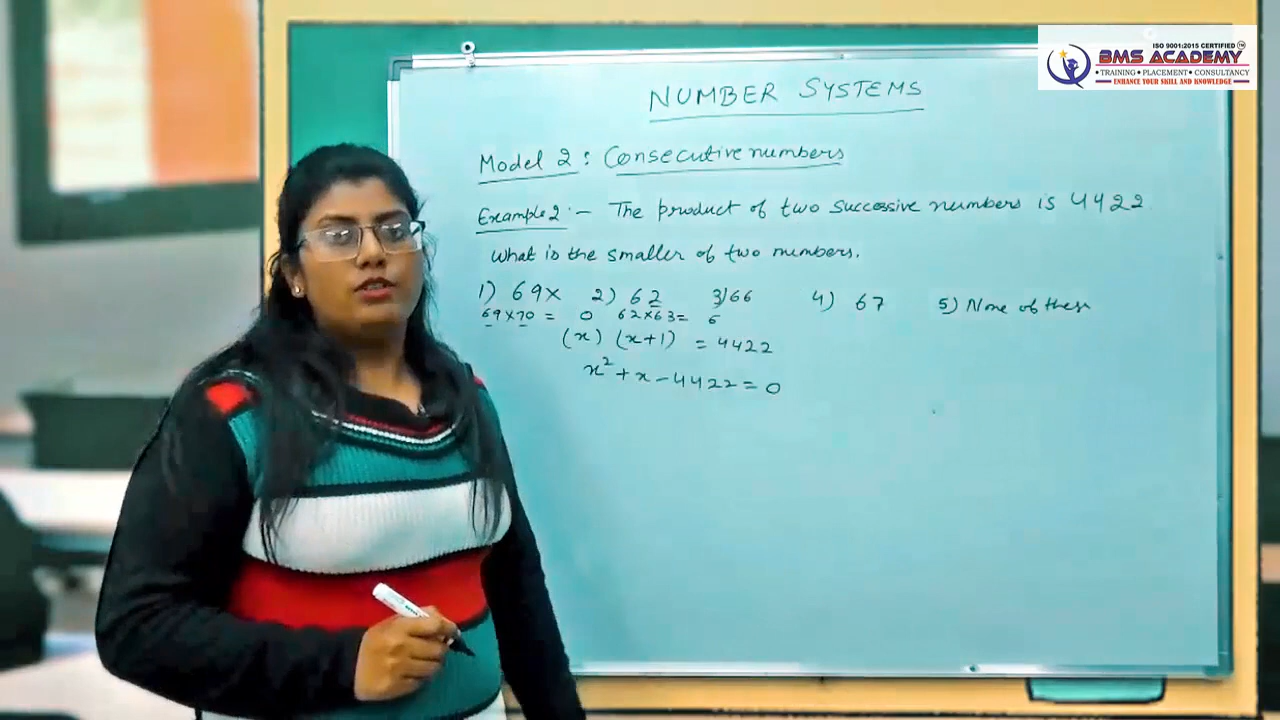 ISO 9001:2015 CERTIFIED
BMS ACADEMY
• TRAINING • PLACEMENT • CONSULTANCY
ENHANCE YOUR SKILL AND KNOWLEDGE
NUMBER SYSTEMS
Model 2 : Consecutive numbers
Example 2 :- The product of two successive numbers is 4422
What is the smaller of two numbers.
1) 69 × 2) 62 3) 66 4) 67 5) None of these
69×70 = 0 62×63 = 6
(x) (x+1) = 4422
x² + x - 4422 = 0